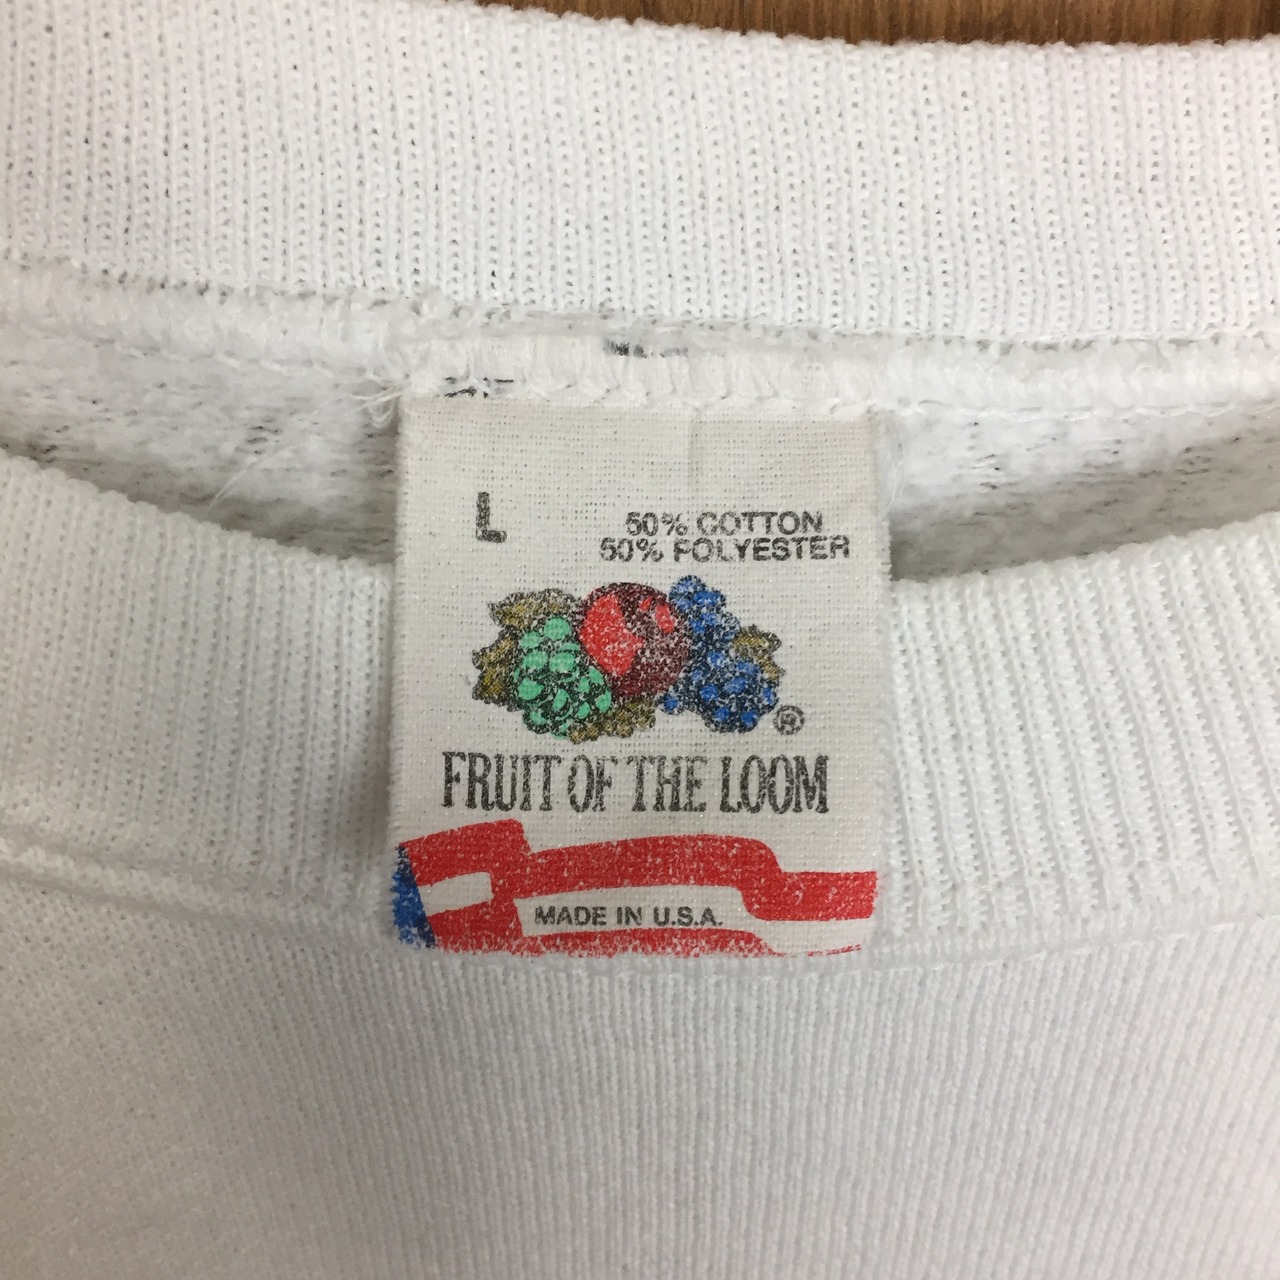 L
50% COTTON
50% POLYESTER
®
FRUIT OF THE LOOM
MADE IN U.S.A.